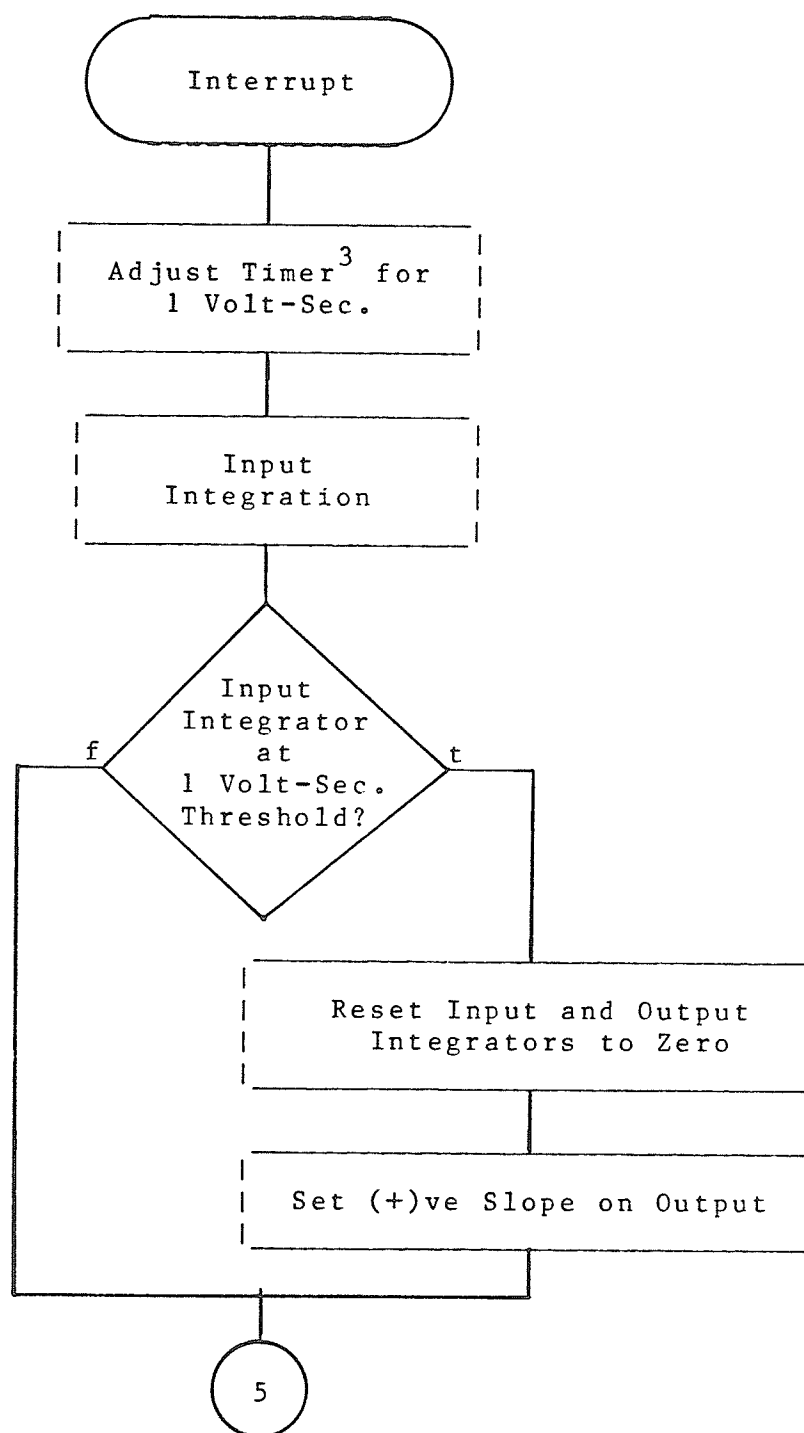 Interrupt
Adjust Timer³ for
1 Volt-Sec.
Input
Integration
Input
Integrator
at
1 Volt-Sec.
Threshold?
f
t
Reset Input and Output
Integrators to Zero
Set (+)ve Slope on Output
5